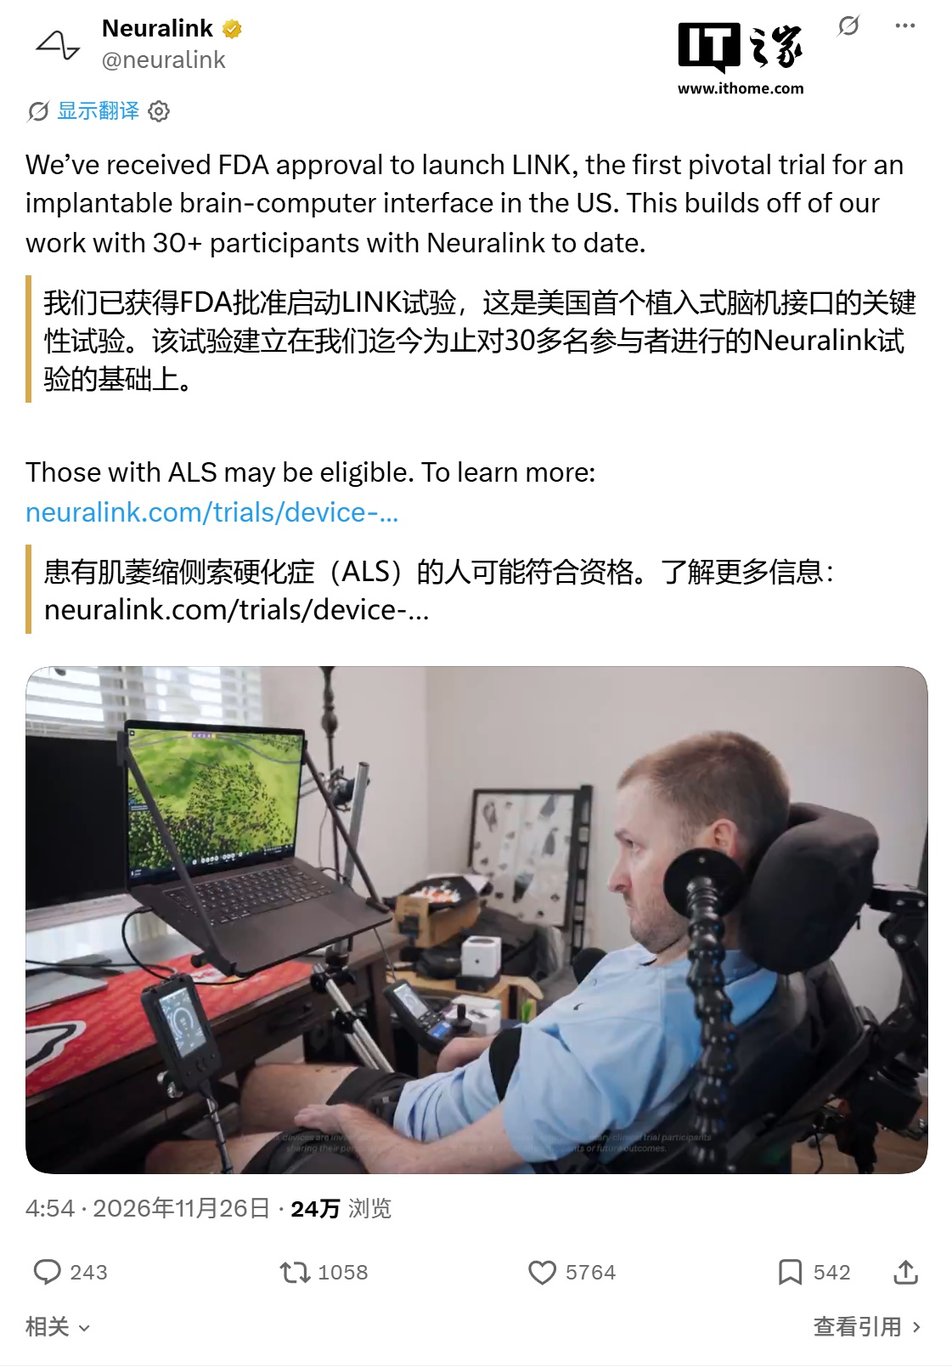 Neuralink
@neuralink
IT之家
www.ithome.com
显示翻译
We’ve received FDA approval to launch LINK, the first pivotal trial for an
implantable brain-computer interface in the US. This builds off of our
work with 30+ participants with Neuralink to date.
我们已获得FDA批准启动LINK试验，这是美国首个植入式脑机接口的关键
性试验。该试验建立在我们迄今为止对30多名参与者进行的Neuralink试
验的基础上。
Those with ALS may be eligible. To learn more:
neuralink.com/trials/device-...
患有肌萎缩侧索硬化症（ALS）的人可能符合资格。了解更多信息：
neuralink.com/trials/device-...
devices are
trial participants
sharing their
of future outcomes.
4:54 · 2026年11月26日 · 24万 浏览
243 1058 5764 542
相关
查看引用